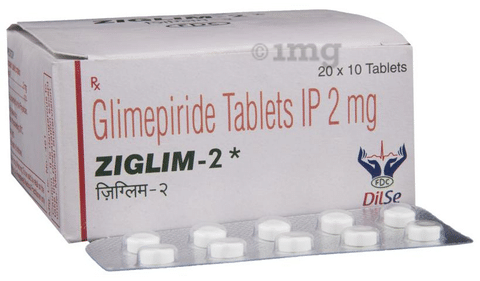 ©1mg
20 x 10 Tablets
Rx
Glimepiride Tablets IP 2 mg
ZIGLIM-2*
ज़िग्लिम-२
FDC
DilSe